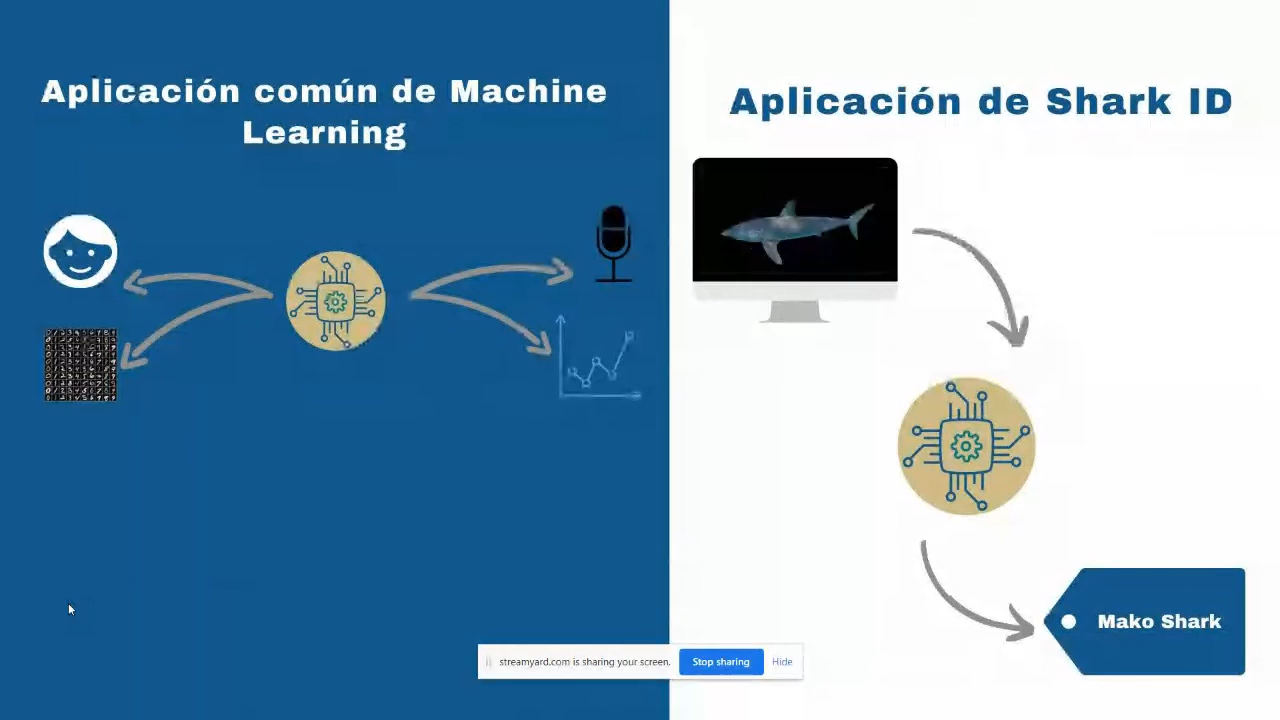 Aplicación común de Machine
Learning
Aplicación de Shark ID
Mako Shark
streamyard.com is sharing your screen.
Stop sharing
Hide